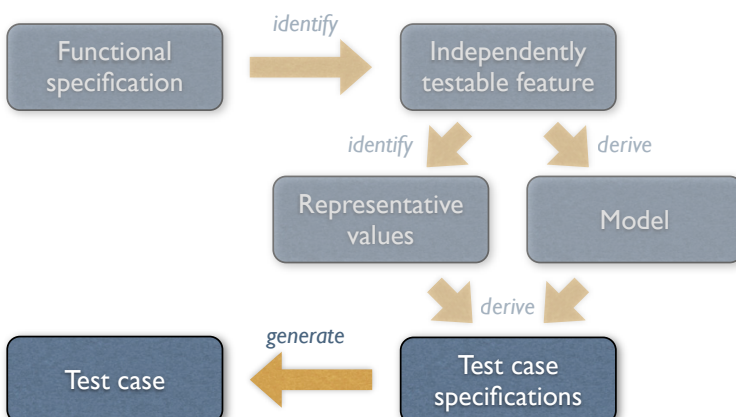 identify
Functional
specification
Independently
testable feature
identify
derive
Representative
values
Model
derive
generate
Test case
Test case
specifications